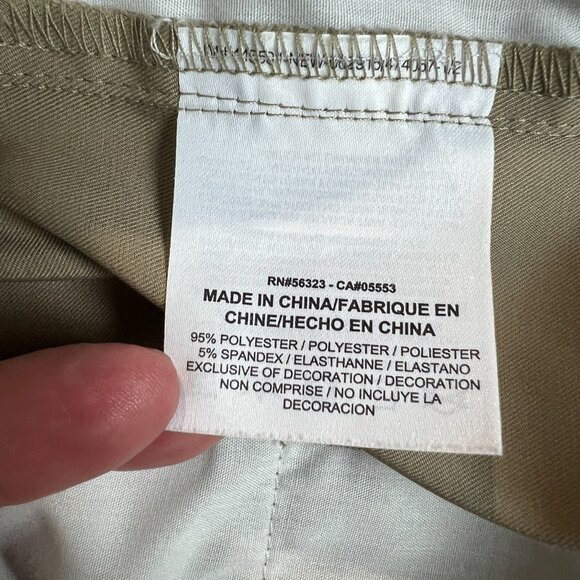 RN#56323 - CA#05553
MADE IN CHINA/FABRIQUE EN
CHINE/HECHO EN CHINA
95% POLYESTER / POLYESTER / POLIESTER
5% SPANDEX / ELASTHANNE / ELASTANO
EXCLUSIVE OF DECORATION / DECORATION
NON COMPRISE / NO INCLUYE LA
DECORACION